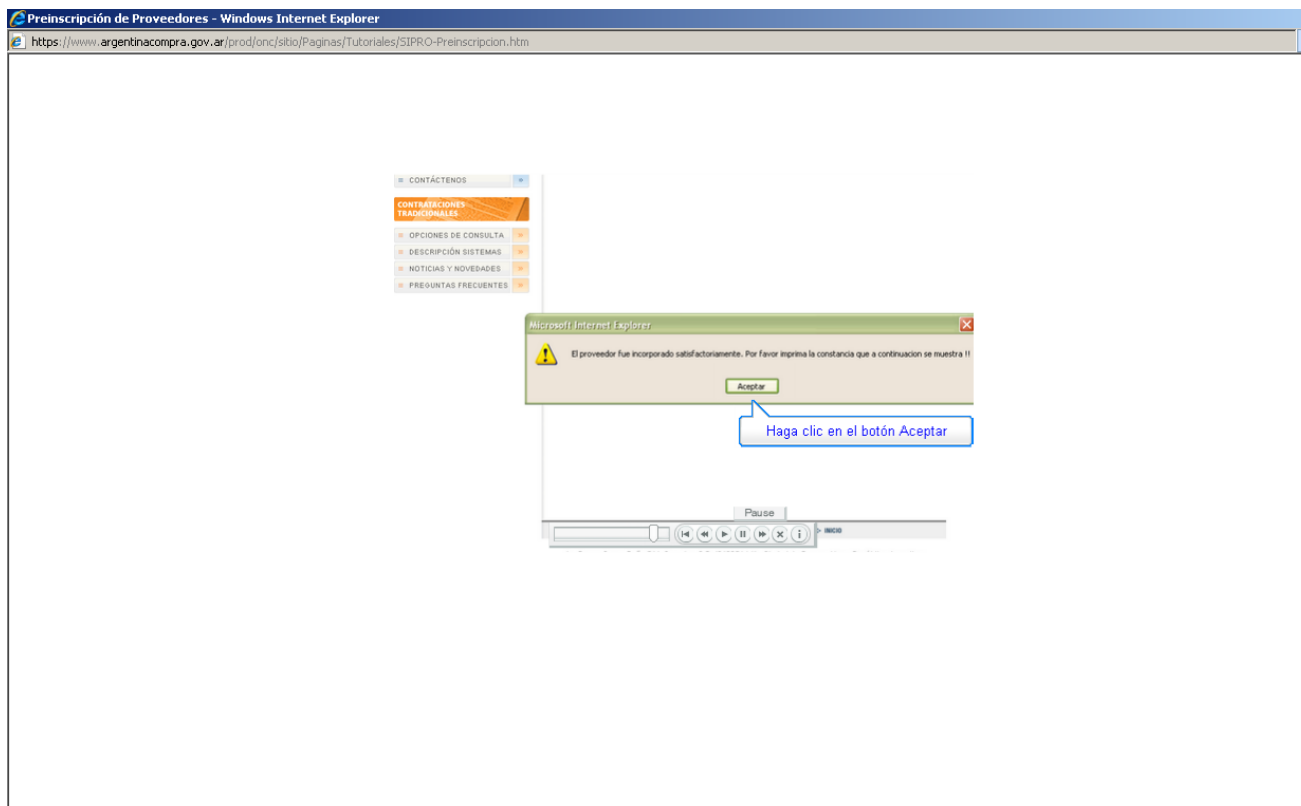 Preinscripción de Proveedores - Windows Internet Explorer
https://www.argentinacompra.gov.ar/prod/onc/sitio/Paginas/Tutoriales/SIPRO-Preinscripcion.htm
CONTÁCTENOS
CONTRATACIONES
TRADICIONALES
OPCIONES DE CONSULTA
DESCRIPCIÓN SISTEMAS
NOTICIAS Y NOVEDADES
PREGUNTAS FRECUENTES
Microsoft Internet Explorer
El proveedor fue incorporado satisfactoriamente. Por favor imprima la constancia que a continuacion se muestra !!
Aceptar
Haga clic en el botón Aceptar
Pause
> INICIO